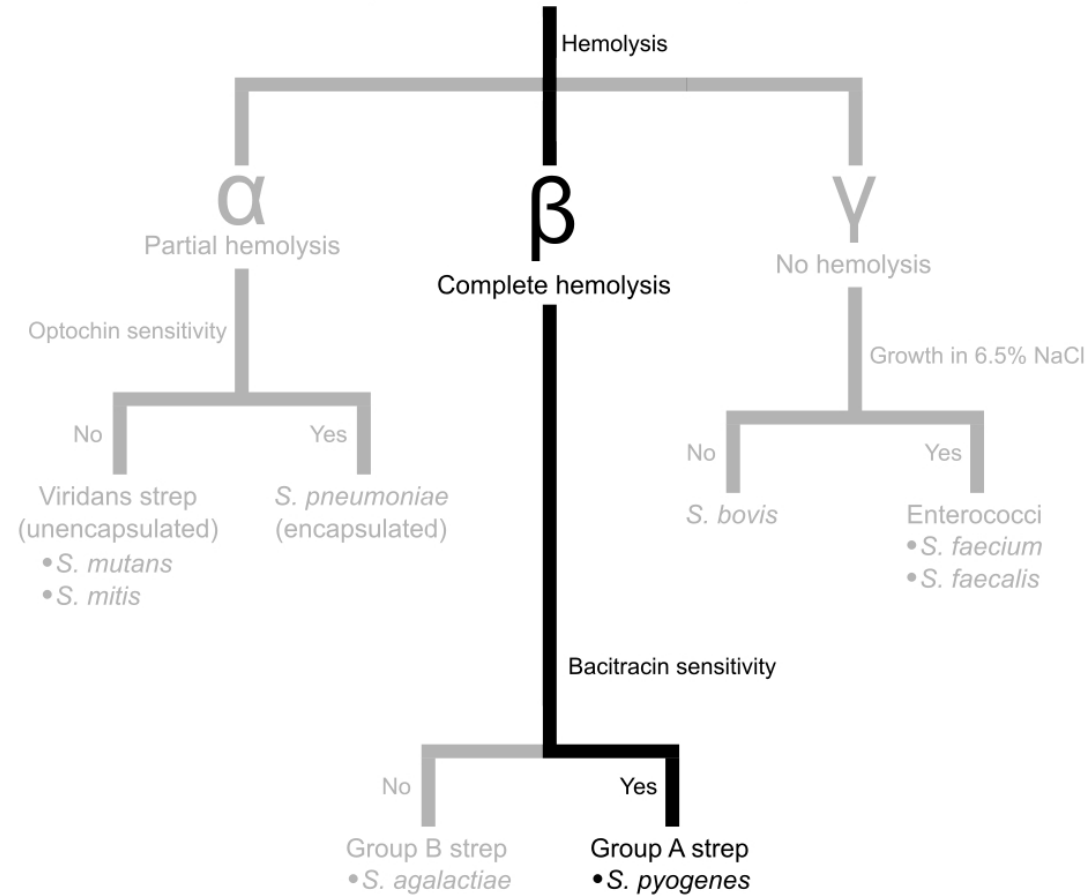 Hemolysis
α
Partial hemolysis
β
Complete hemolysis
γ
No hemolysis
Optochin sensitivity
No
Yes
Viridans strep
(unencapsulated)
• S. mutans
• S. mitis
S. pneumoniae
(encapsulated)
Growth in 6.5% NaCl
No
Yes
S. bovis
Enterococci
• S. faecium
• S. faecalis
Bacitracin sensitivity
No
Yes
Group B strep
• S. agalactiae
Group A strep
• S. pyogenes